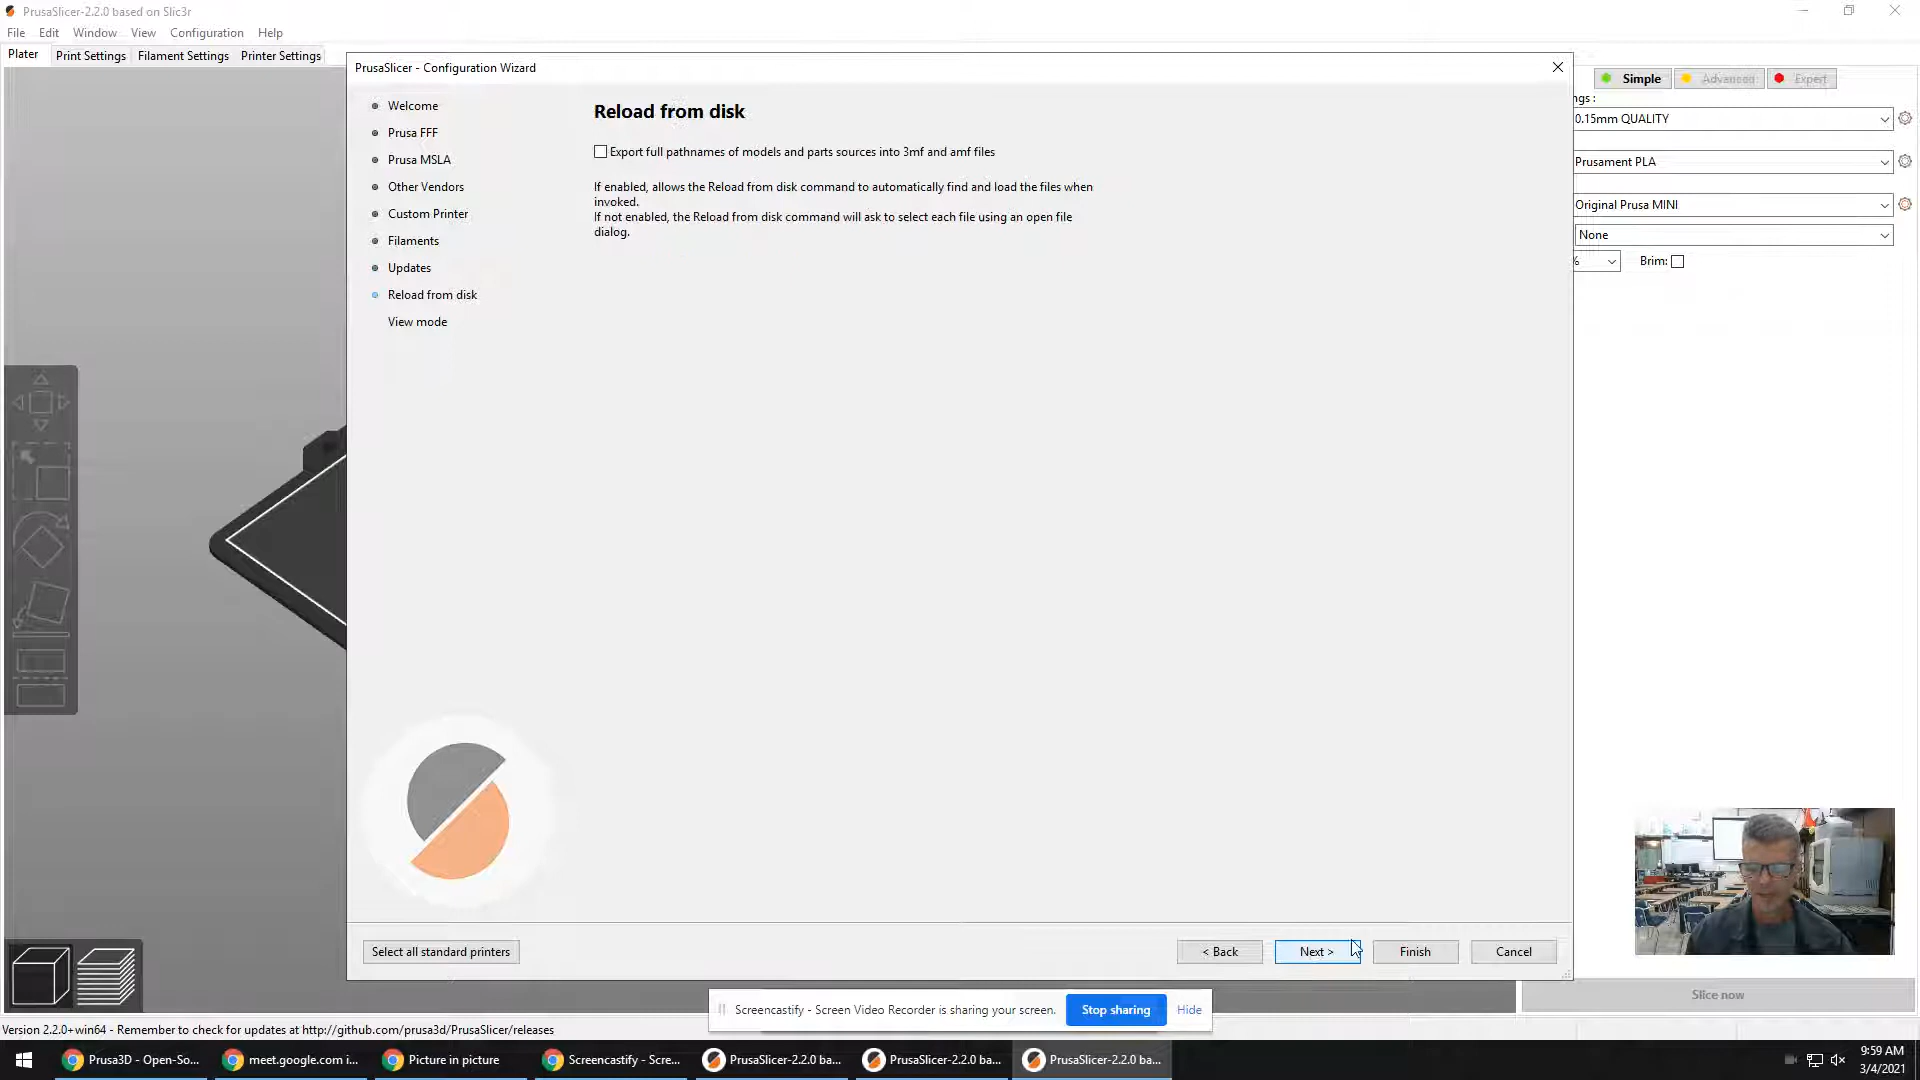 PrusaSlicer-2.2.0 based on Slic3r
File Edit Window View Configuration Help
Plater Print Settings Filament Settings Printer Settings
PrusaSlicer - Configuration Wizard
Simple Advanced Expert
ngs :
0.15mm QUALITY
Prusament PLA
Original Prusa MINI
None
% Brim:
Welcome
Prusa FFF
Prusa MSLA
Other Vendors
Custom Printer
Filaments
Updates
Reload from disk
View mode
Reload from disk
Export full pathnames of models and parts sources into 3mf and amf files
If enabled, allows the Reload from disk command to automatically find and load the files when
invoked.
If not enabled, the Reload from disk command will ask to select each file using an open file
dialog.
Select all standard printers
< Back Next > Finish Cancel
Slice now
Screencastify - Screen Video Recorder is sharing your screen. Stop sharing Hide
Version 2.2.0+win64 - Remember to check for updates at http://github.com/prusa3d/PrusaSlicer/releases
Prusa3D - Open-So... meet.google.com i... Picture in picture Screencastify - Scre... PrusaSlicer-2.2.0 ba... PrusaSlicer-2.2.0 ba... PrusaSlicer-2.2.0 ba...
9:59 AM
3/4/2021